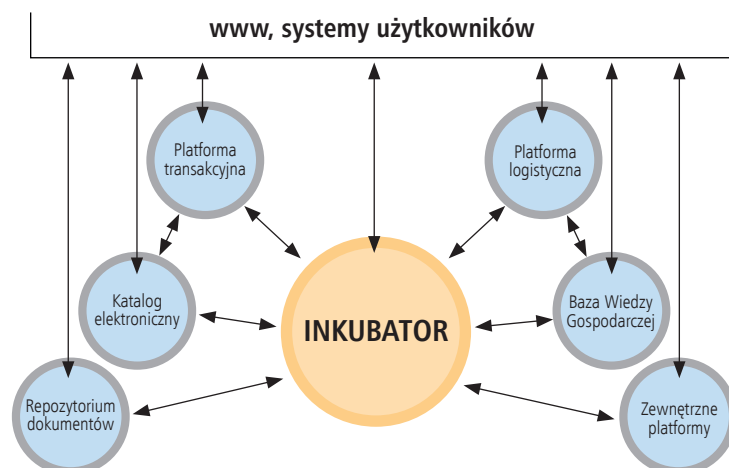 www, systemy użytkowników
Platforma
transakcyjna
Platforma
logistyczna
Katalog
elektroniczny
INKUBATOR
Baza Wiedzy
Gospodarczej
Repozytorium
dokumentów
Zewnętrzne
platformy